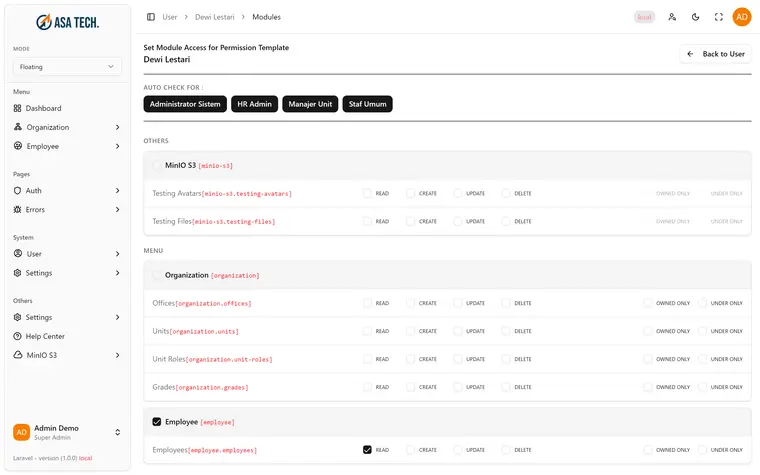 ASA TECH.
MODE
Floating
Menu
Dashboard
Organization
Employee
Pages
Auth
Errors
System
User
Settings
Others
Settings
Help Center
MinIO S3
AD
Admin Demo
Super Admin
Laravel - version (1.0.0) local
User > Dewi Lestari > Modules
local
AD
Set Module Access for Permission Template
Dewi Lestari
Back to User
AUTO CHECK FOR :
Administrator Sistem HR Admin Manajer Unit Staf Umum
OTHERS
MinIO S3 [minio-s3]
Testing Avatars[minio-s3.testing-avatars] READ CREATE UPDATE DELETE OWNED ONLY UNDER ONLY
Testing Files[minio-s3.testing-files] READ CREATE UPDATE DELETE OWNED ONLY UNDER ONLY
MENU
Organization [organization]
Offices[organization.offices] READ CREATE UPDATE DELETE OWNED ONLY UNDER ONLY
Units[organization.units] READ CREATE UPDATE DELETE OWNED ONLY UNDER ONLY
Unit Roles[organization.unit-roles] READ CREATE UPDATE DELETE OWNED ONLY UNDER ONLY
Grades[organization.grades] READ CREATE UPDATE DELETE OWNED ONLY UNDER ONLY
Employee [employee]
Employees[employee.employees] READ CREATE UPDATE DELETE OWNED ONLY UNDER ONLY